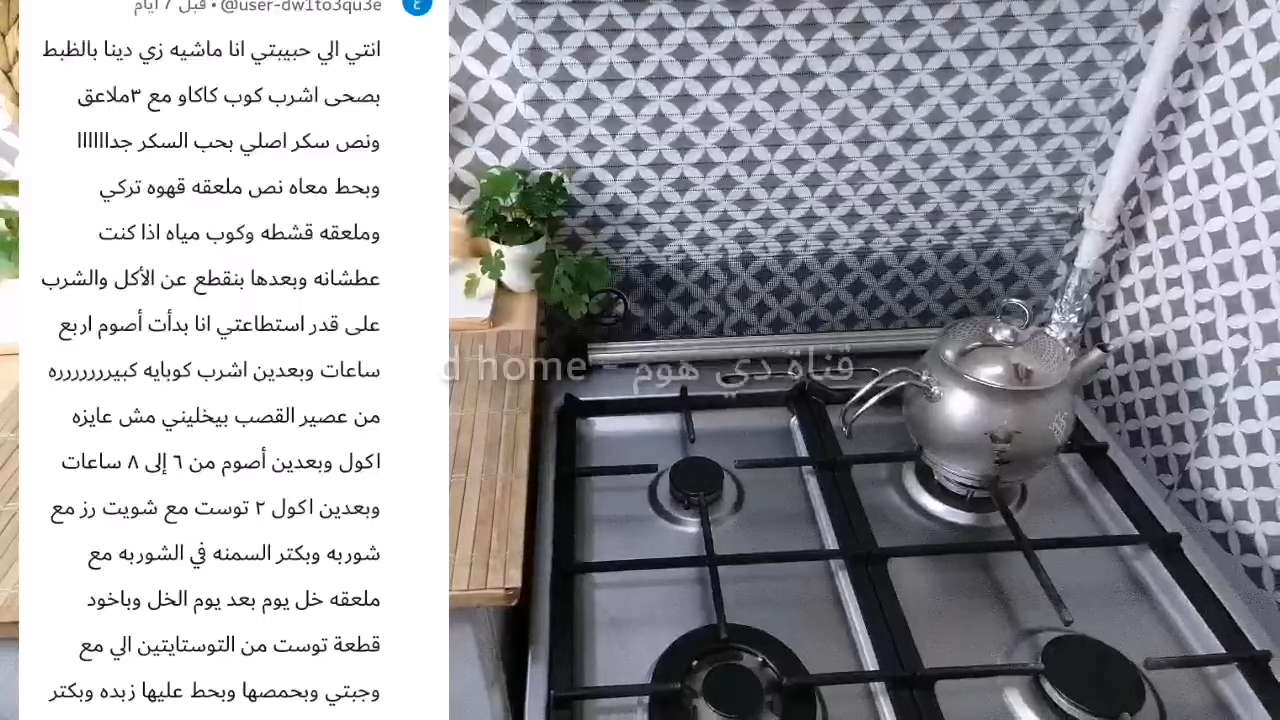 @user-dw1to3qu3e • قبل 7 أيام
انتي الي حبيبتي انا ماشيه زي دينا بالظبط
بصحى اشرب كوب كاكاو مع ٣ملاعق
ونص سكر اصلي بحب السكر جداااااا
وبحط معاه نص ملعقه قهوه تركي
وملعقه قشطه وكوب مياه اذا كنت
عطشانه وبعدها بنقطع عن الأكل والشرب
على قدر استطاعتي انا بدأت أصوم اربع
ساعات وبعدين اشرب كوبايه كبيررررررره
من عصير القصب بيخليني مش عايزه
اكول وبعدين أصوم من ٦ إلى ٨ ساعات
وبعدين اكول ٢ توست مع شويت رز مع
شوربه وبكتر السمنه في الشوربه مع
ملعقه خل يوم بعد يوم الخل وباخود
قطعة توست من التوستايتين الي مع
وجبتي وبحمصها وبحط عليها زبده وبكتر
قناة دي هوم - d home